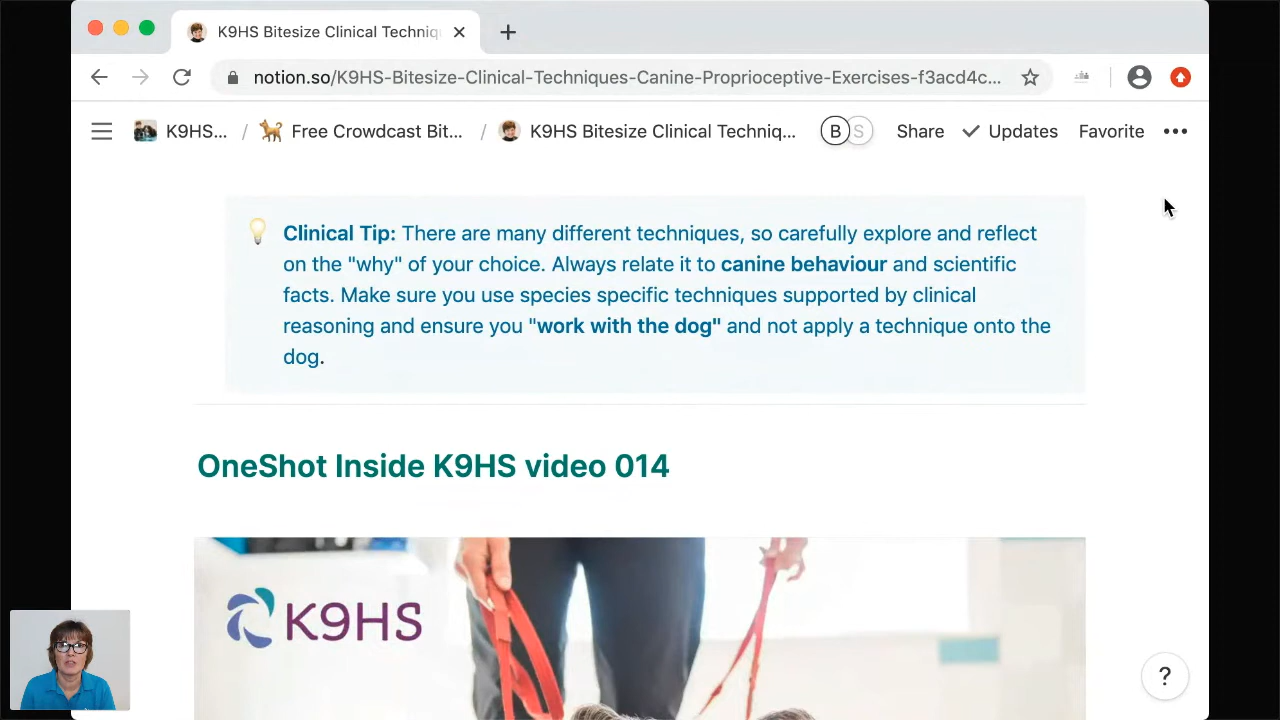 K9HS Bitesize Clinical Techniq
notion.so/K9HS-Bitesize-Clinical-Techniques-Canine-Proprioceptive-Exercises-f3acd4c...
K9HS... / Free Crowdcast Bit... / K9HS Bitesize Clinical Techniq... B S Share Updates Favorite •••
Clinical Tip: There are many different techniques, so carefully explore and reflect
on the "why" of your choice. Always relate it to canine behaviour and scientific
facts. Make sure you use species specific techniques supported by clinical
reasoning and ensure you "work with the dog" and not apply a technique onto the
dog.
OneShot Inside K9HS video 014
K9HS
?